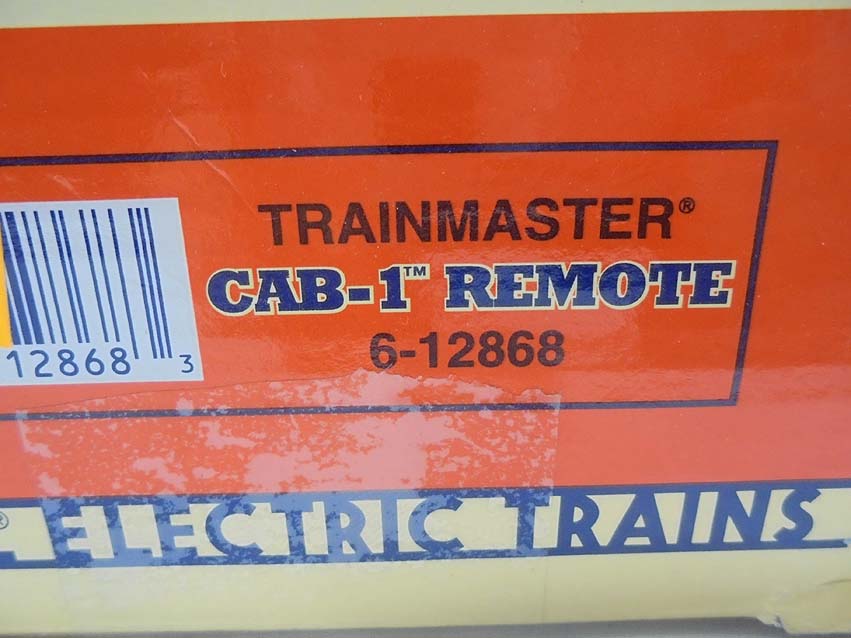 TRAINMASTER®
CAB-1™ REMOTE
6-12868
12868 3
® ELECTRIC TRAINS